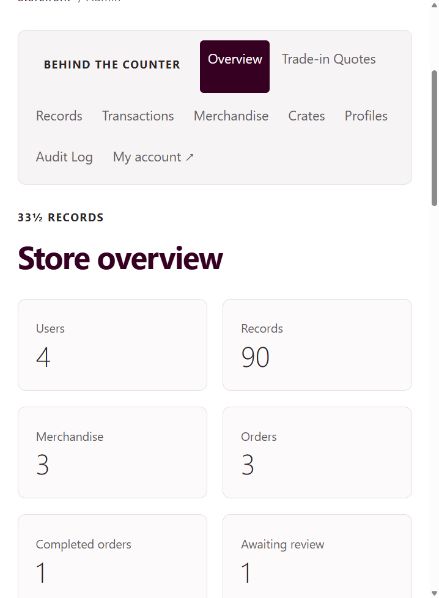 BEHIND THE COUNTER Overview Trade-in Quotes
Records Transactions Merchandise Crates Profiles
Audit Log My account ↗
33⅓ RECORDS
Store overview
Users Records
4 90
Merchandise Orders
3 3
Completed orders Awaiting review
1 1